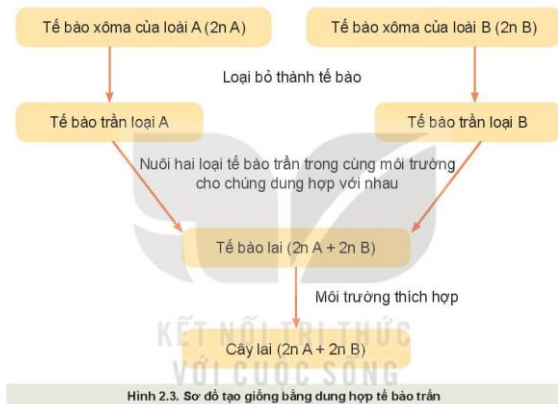 Tế bào xôma của loài A (2n A)
Tế bào xôma của loài B (2n B)
Loại bỏ thành tế bào
Tế bào trần loại A
Tế bào trần loại B
Nuôi hai loại tế bào trần trong cùng môi trường
cho chúng dung hợp với nhau
Tế bào lai (2n A + 2n B)
Môi trường thích hợp
KẾT NỐI TRI THỨC
Cây lai (2n A + 2n B)
VỚI CUỘC SỐNG
Hình 2.3. Sơ đồ tạo giống bằng dung hợp tế bào trần